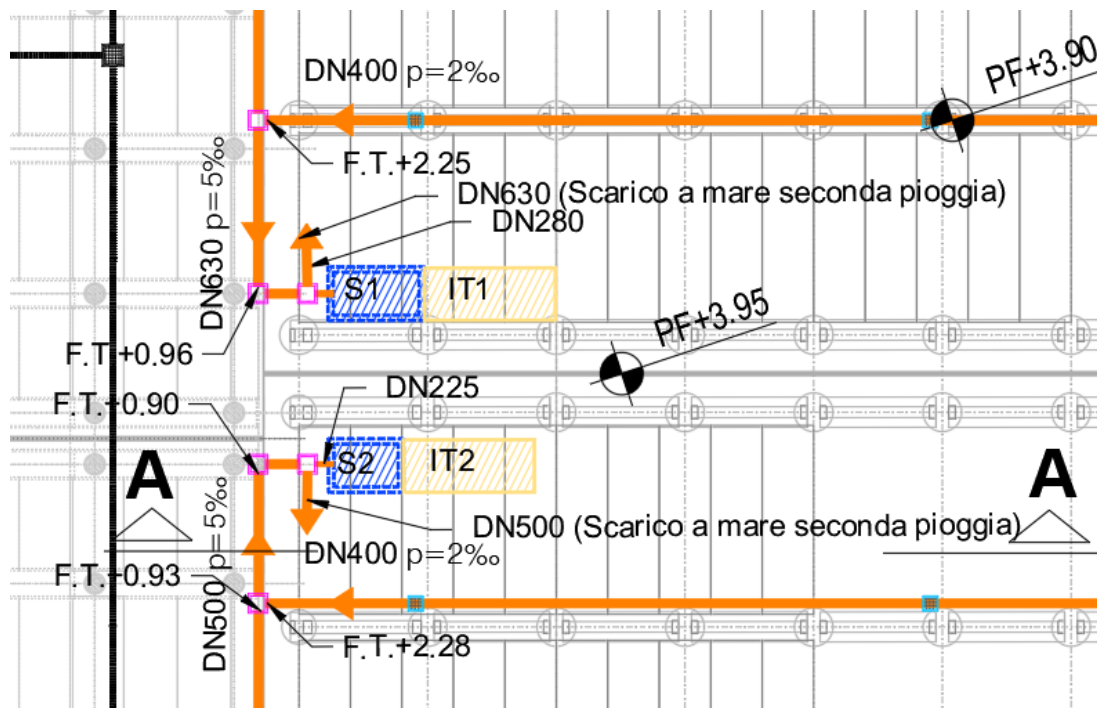 DN400 p=2‰
PF+3.90
F.T.+2.25
DN630 (Scarico a mare seconda pioggia)
DN280
DN630 p=5‰
S1
IT1
PF+3.95
F.T.+0.96
DN225
F.T.+0.90
S2
IT2
A
A
DN500 (Scarico a mare seconda pioggia)
DN400 p=2‰
F.T.+0.93
DN500 p=5‰
F.T.+2.28